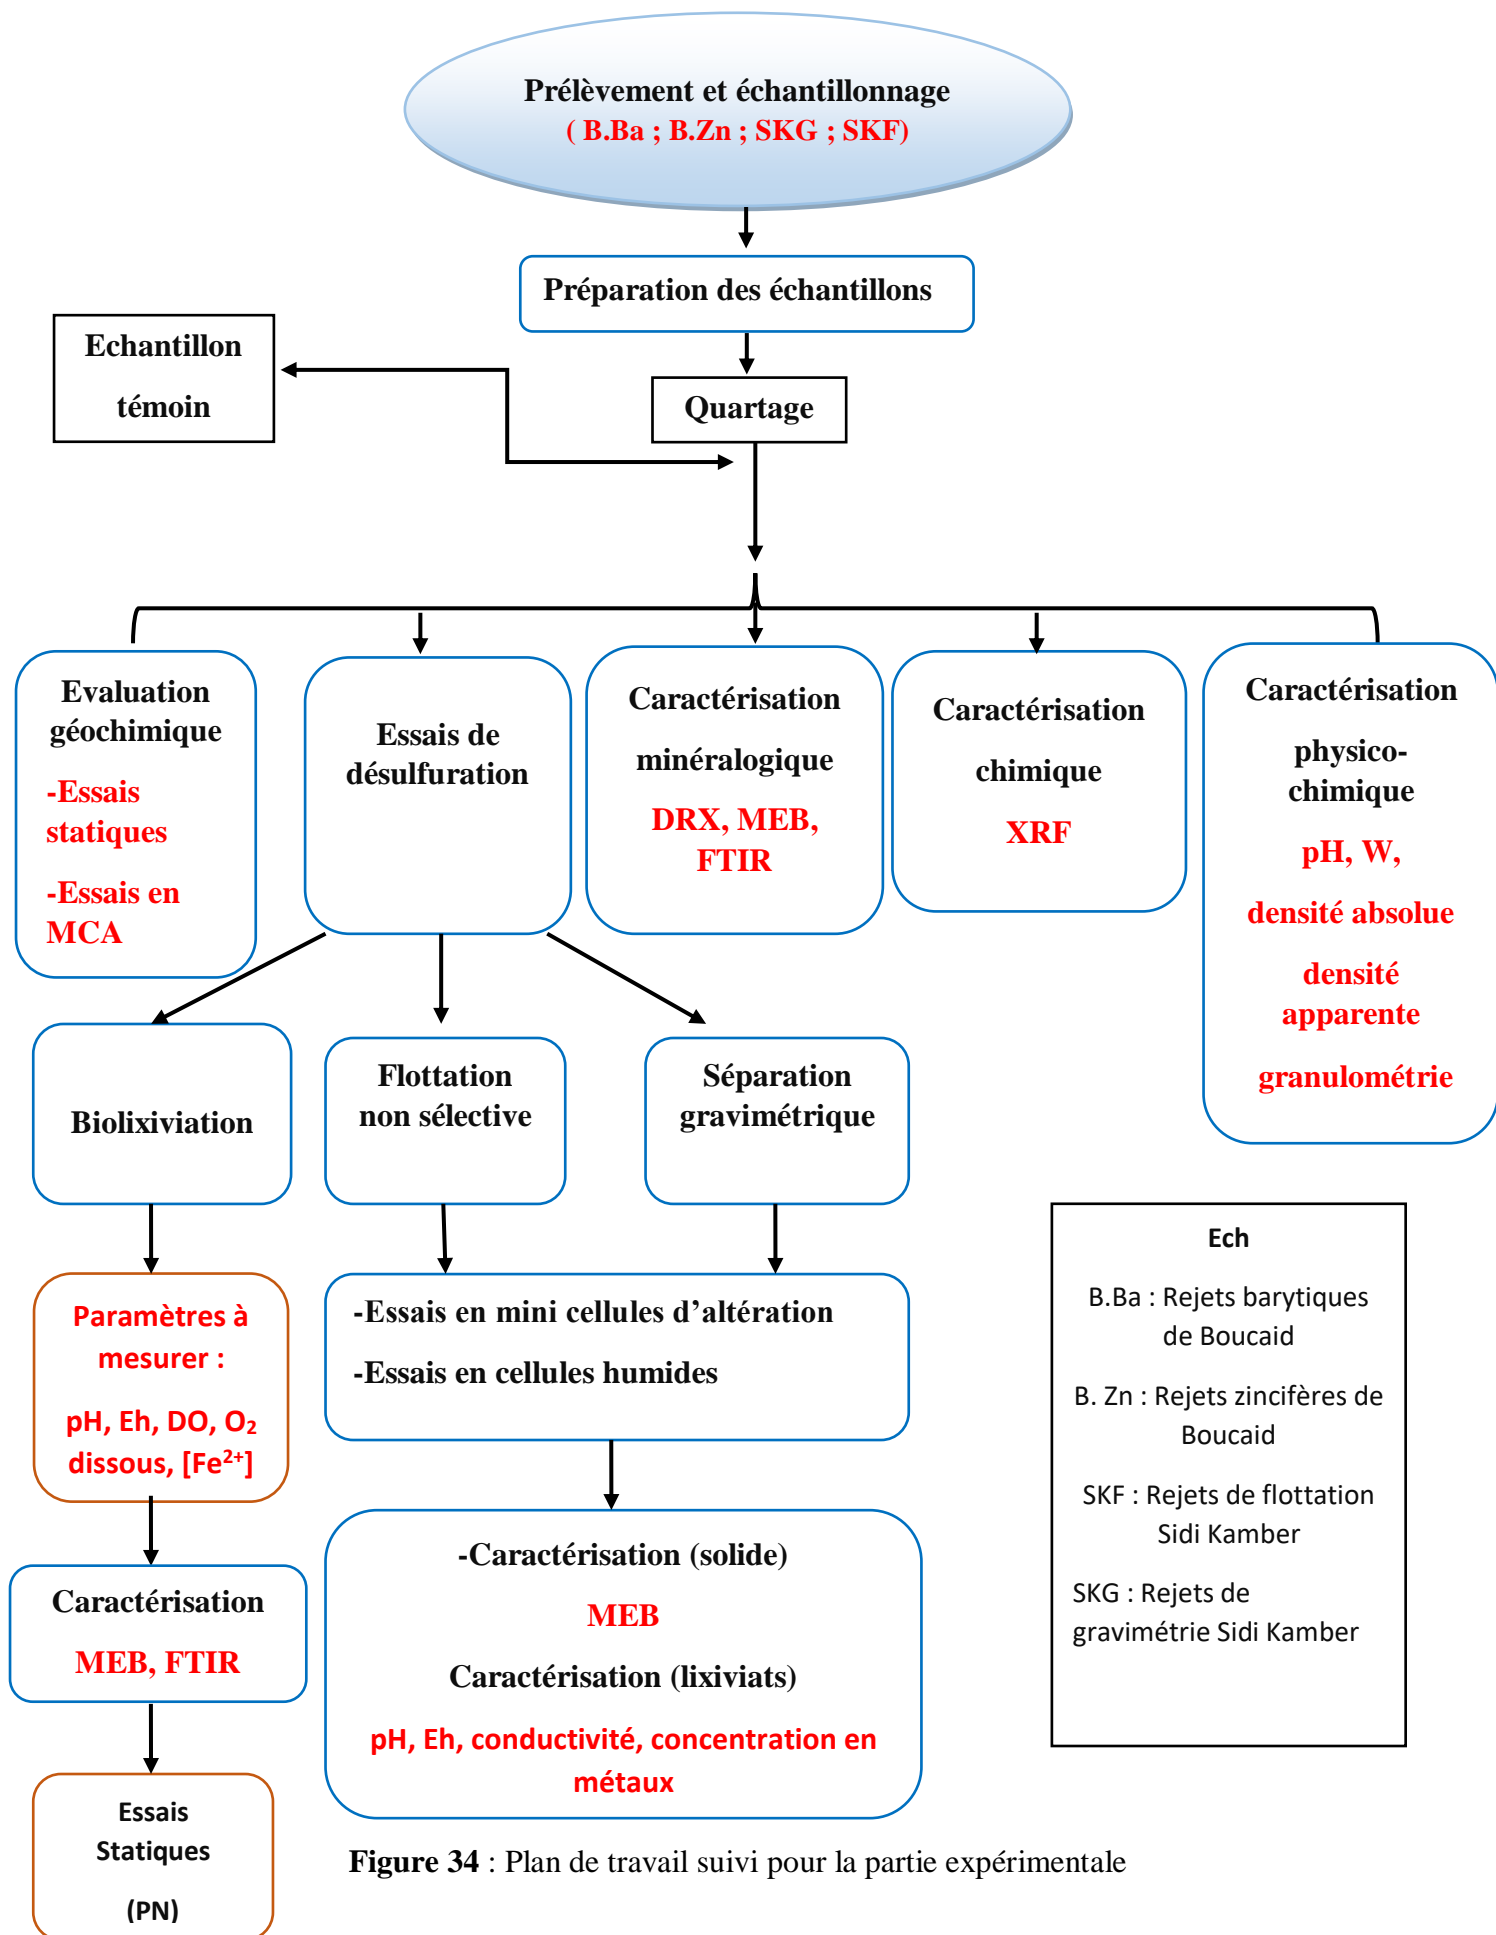 Prélèvement et échantillonnage
( B.Ba ; B.Zn ; SKG ; SKF)
Préparation des échantillons
Echantillon
témoin
Quartage
Evaluation
géochimique
-Essais
statiques
-Essais en
MCA
Essais de
désulfuration
Caractérisation
minéralogique
DRX, MEB,
FTIR
Caractérisation
chimique
XRF
Caractérisation
physico-
chimique
pH, W,
densité absolue
densité
apparente
granulométrie
Biolixiviation
Flottation
non sélective
Séparation
gravimétrique
Paramètres à
mesurer :
pH, Eh, DO, O₂
dissous, [Fe²⁺]
-Essais en mini cellules d’altération
-Essais en cellules humides
Caractérisation
MEB, FTIR
-Caractérisation (solide)
MEB
Caractérisation (lixiviats)
pH, Eh, conductivité, concentration en
métaux
Essais
Statiques
(PN)
Ech
B.Ba : Rejets barytiques
de Boucaid
B. Zn : Rejets zincifères de
Boucaid
SKF : Rejets de flottation
Sidi Kamber
SKG : Rejets de
gravimétrie Sidi Kamber
Figure 34 : Plan de travail suivi pour la partie expérimentale